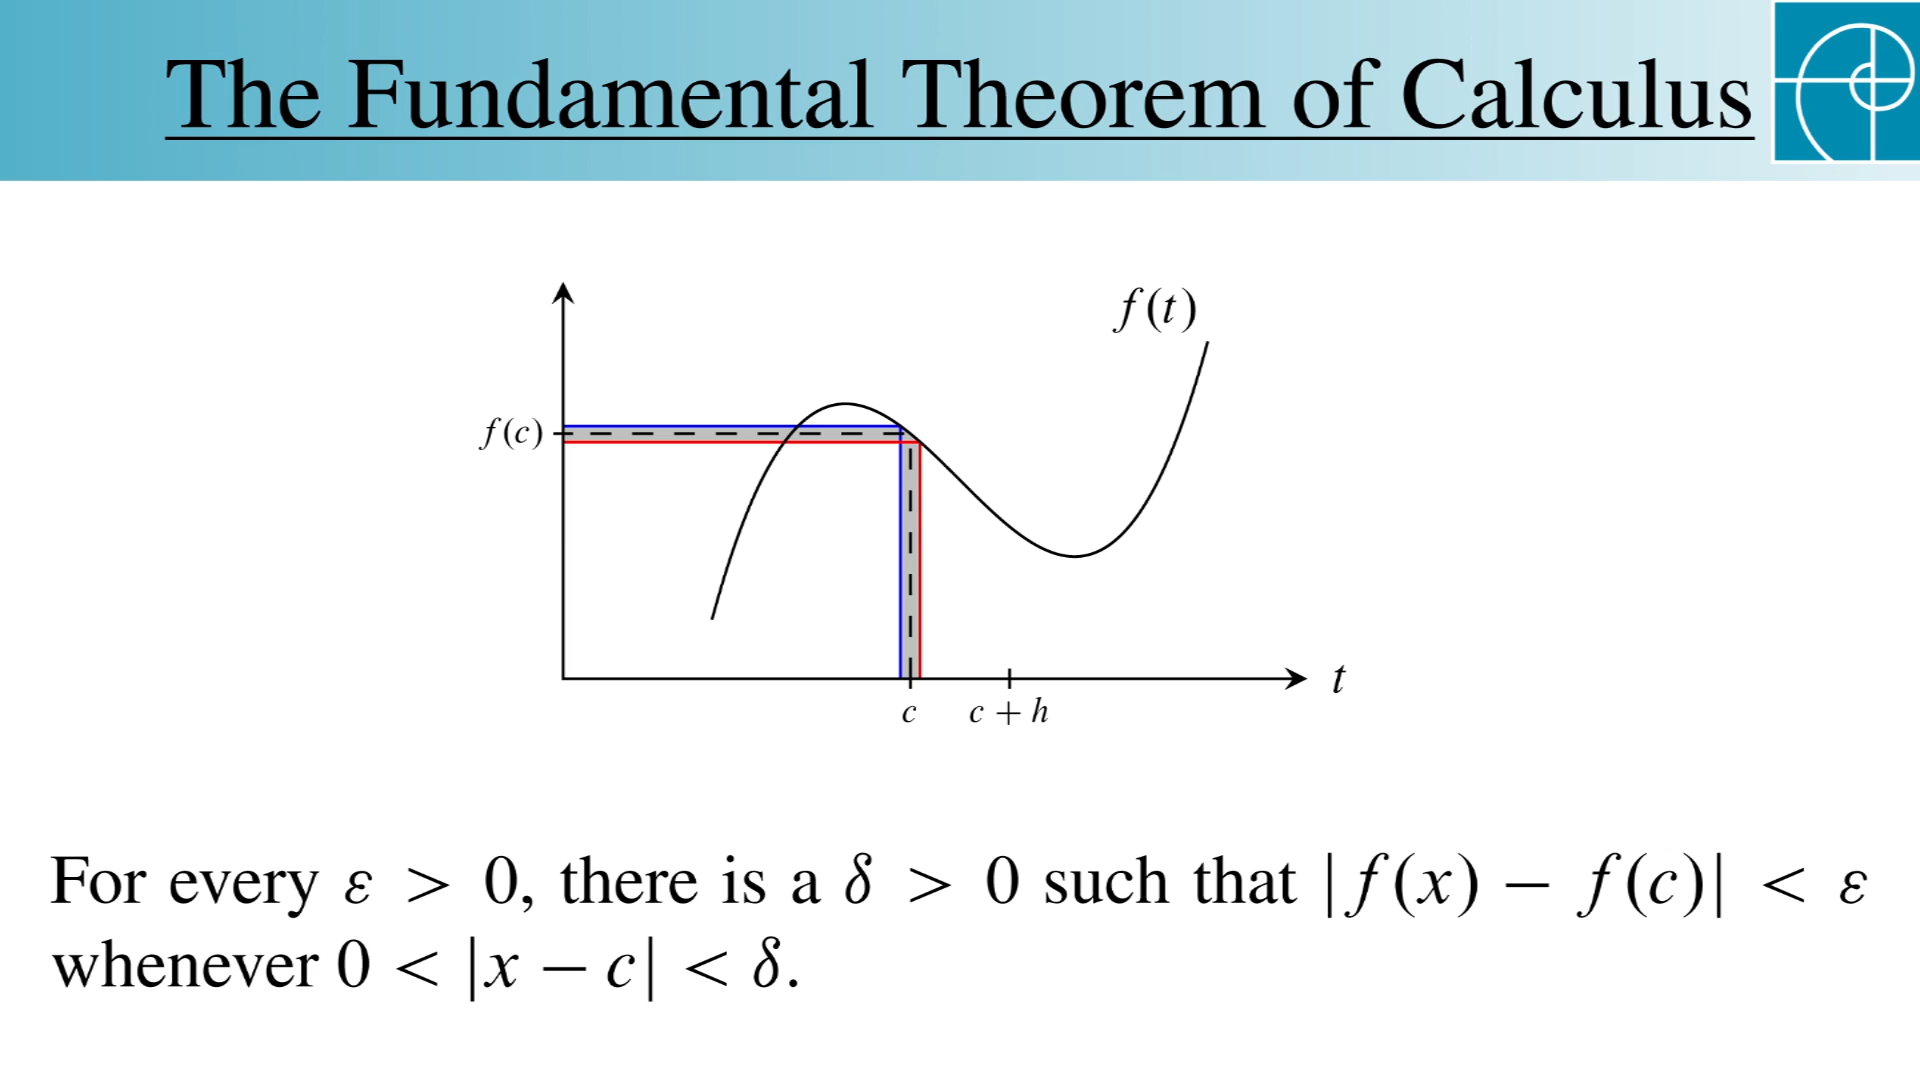 The Fundamental Theorem of Calculus
f(t)
f(c)
t
c
c + h
For every ε > 0, there is a δ > 0 such that |f(x) − f(c)| < ε
whenever 0 < |x − c| < δ.